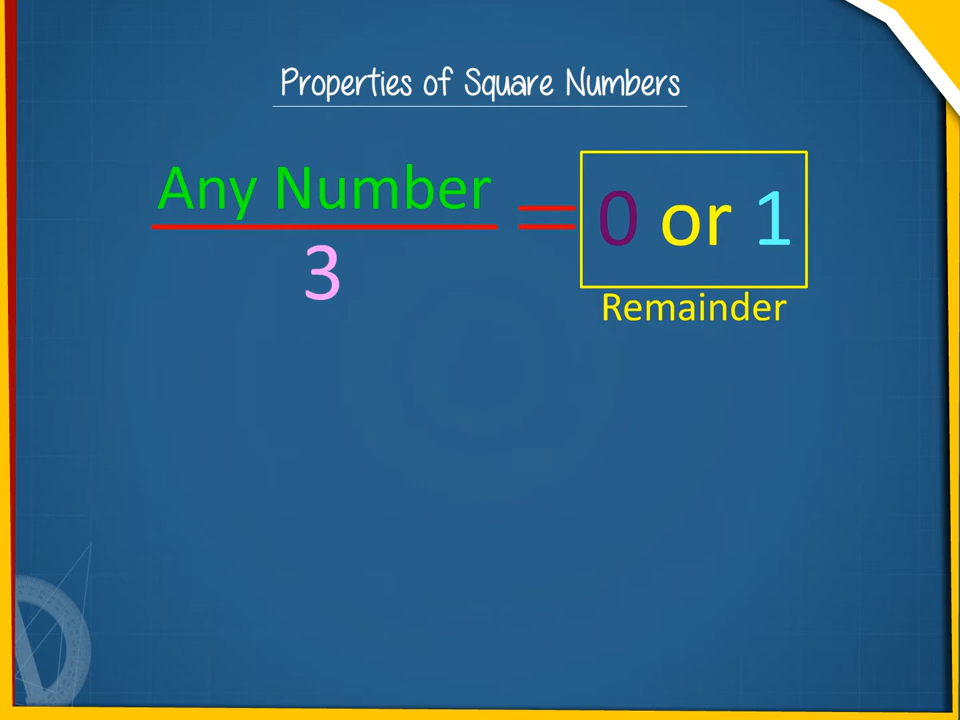 Properties of Square Numbers
Any Number
3
= 0 or 1
Remainder